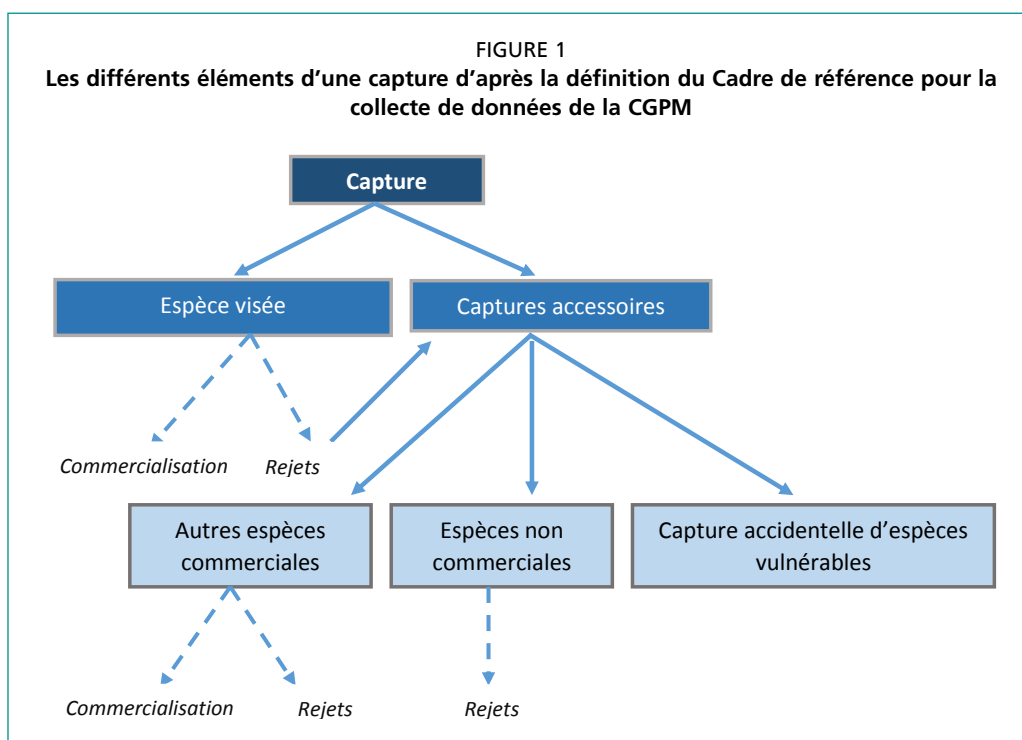 FIGURE 1
Les différents éléments d’une capture d’après la définition du Cadre de référence pour la
collecte de données de la CGPM
Capture
Espèce visée
Captures accessoires
Commercialisation
Rejets
Autres espèces
commerciales
Espèces non
commerciales
Capture accidentelle d’espèces
vulnérables
Commercialisation
Rejets
Rejets